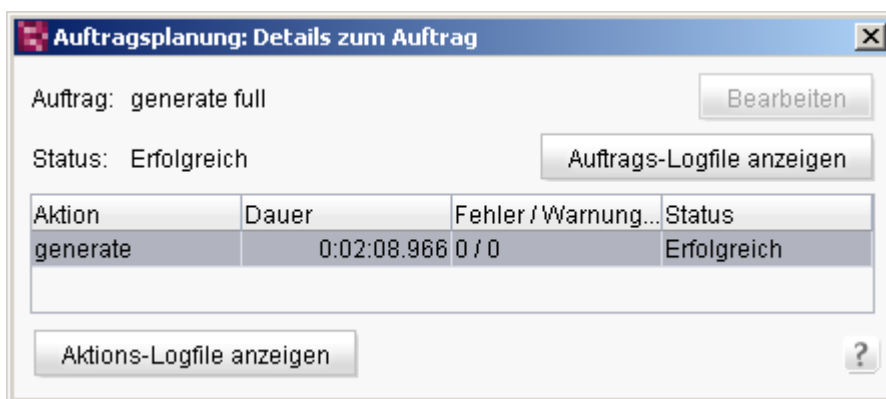 Auftragsplanung: Details zum Auftrag
Auftrag: generate full
Bearbeiten
Status: Erfolgreich
Auftrags-Logfile anzeigen
Aktion Dauer Fehler / Warnung... Status
generate 0:02:08.966 0 / 0 Erfolgreich
Aktions-Logfile anzeigen
?